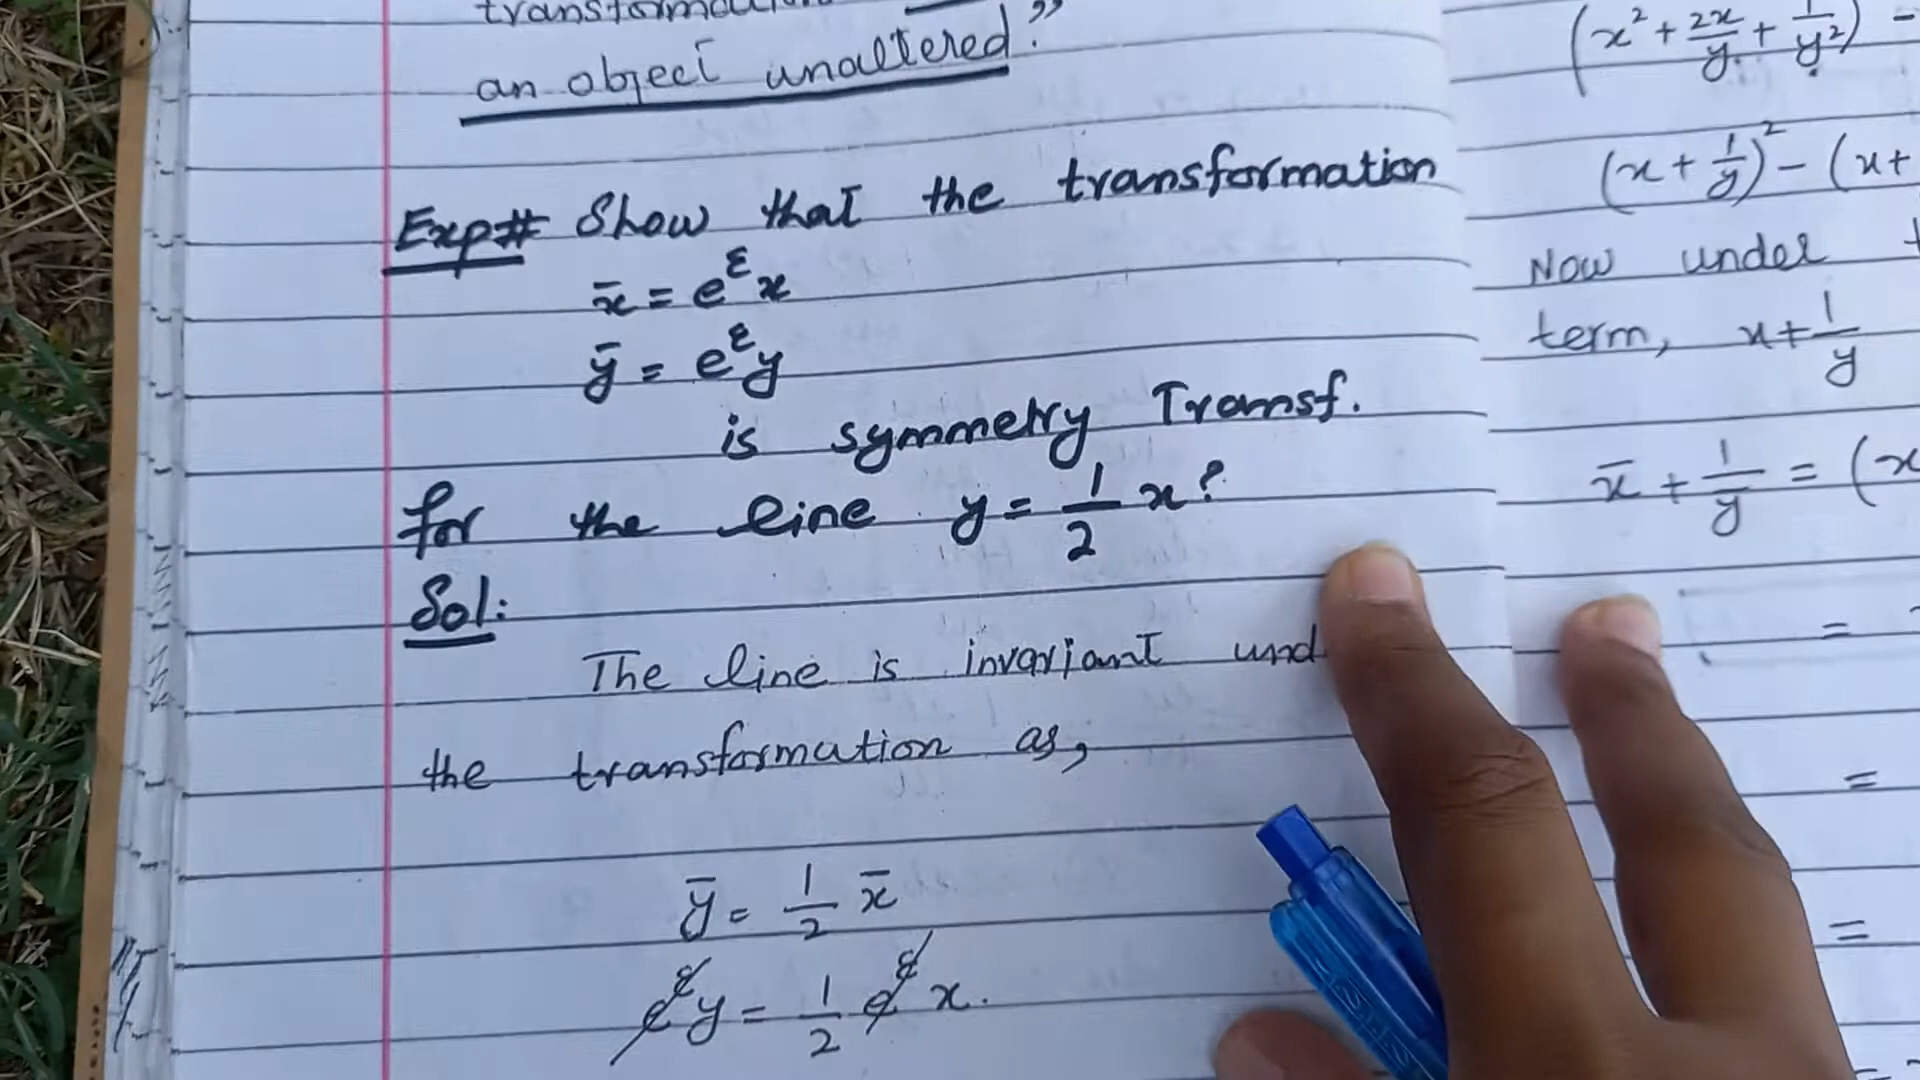 an object unaltered."
Exp# Show that the transformation
x̄ = e^ε x
ȳ = e^ε y
is symmetry Transf.
for the line y = 1/2 x?
Sol:
The line is invariant und
the transformation as,
ȳ = 1/2 x̄
e^ε y = 1/2 e^ε x.
(x² + 2x/y + 1/y²) -
(x + 1/y)² - (x +
Now under t
term, x + 1/y
x̄ + 1/y = (x
=
=
=